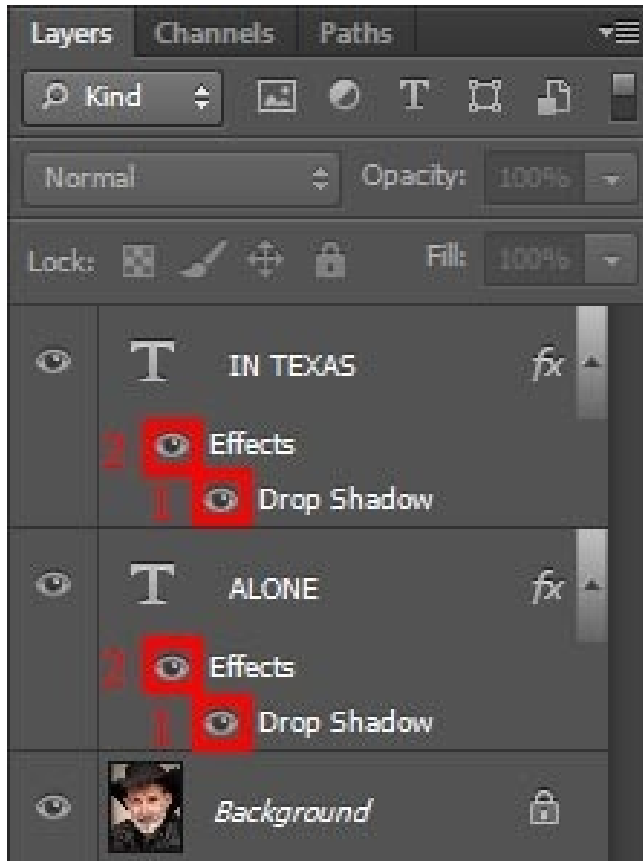 Layers Channels Paths
Kind T
Normal Opacity: 100%
Lock: Fill: 100%
T IN TEXAS fx
2 Effects
1 Drop Shadow
T ALONE fx
2 Effects
1 Drop Shadow
Background